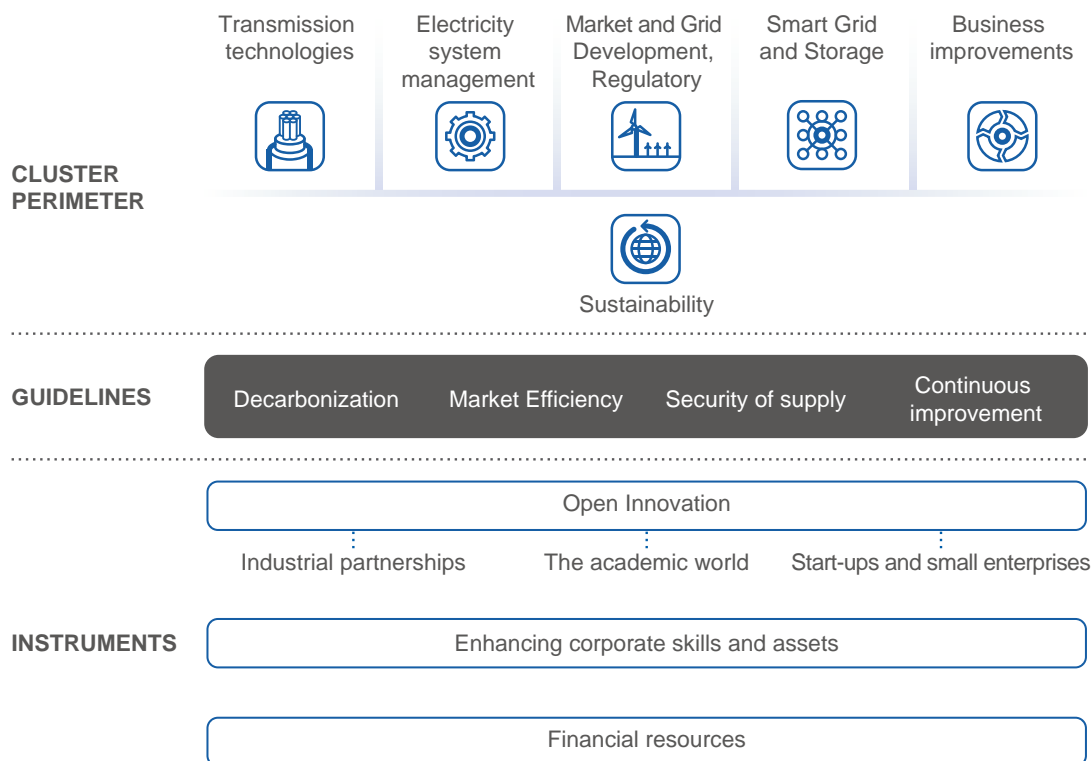 Transmission
technologies
Electricity
system
management
Market and Grid
Development,
Regulatory
Smart Grid
and Storage
Business
improvements
CLUSTER
PERIMETER
Sustainability
GUIDELINES
Decarbonization
Market Efficiency
Security of supply
Continuous
improvement
Open Innovation
Industrial partnerships
The academic world
Start-ups and small enterprises
INSTRUMENTS
Enhancing corporate skills and assets
Financial resources